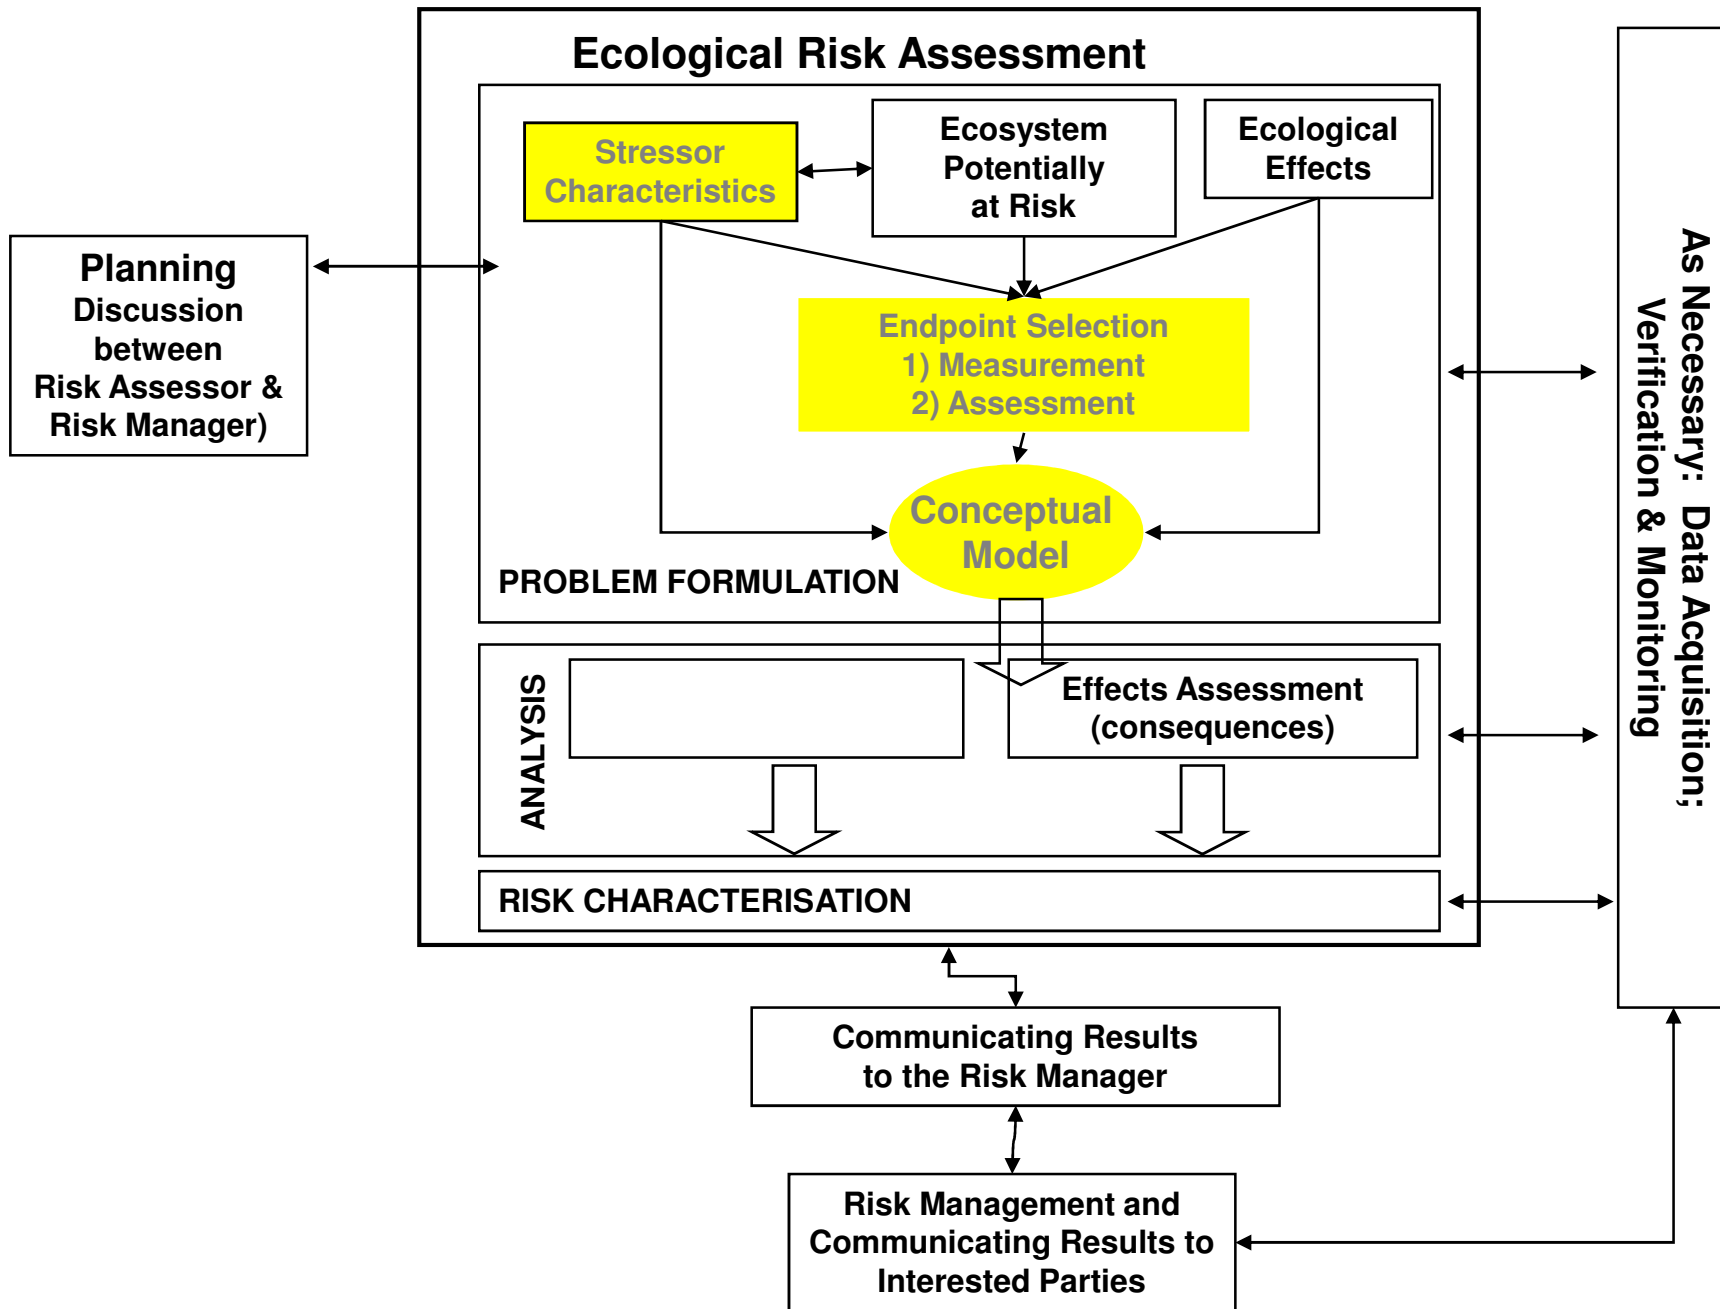 Ecological Risk Assessment
Stressor
Characteristics
Ecosystem
Potentially
at Risk
Ecological
Effects
Planning
Discussion
between
Risk Assessor &
Risk Manager)
Endpoint Selection
1) Measurement
2) Assessment
Conceptual
Model
PROBLEM FORMULATION
ANALYSIS
Effects Assessment
(consequences)
RISK CHARACTERISATION
As Necessary: Data Acquisition;
Verification & Monitoring
Communicating Results
to the Risk Manager
Risk Management and
Communicating Results to
Interested Parties